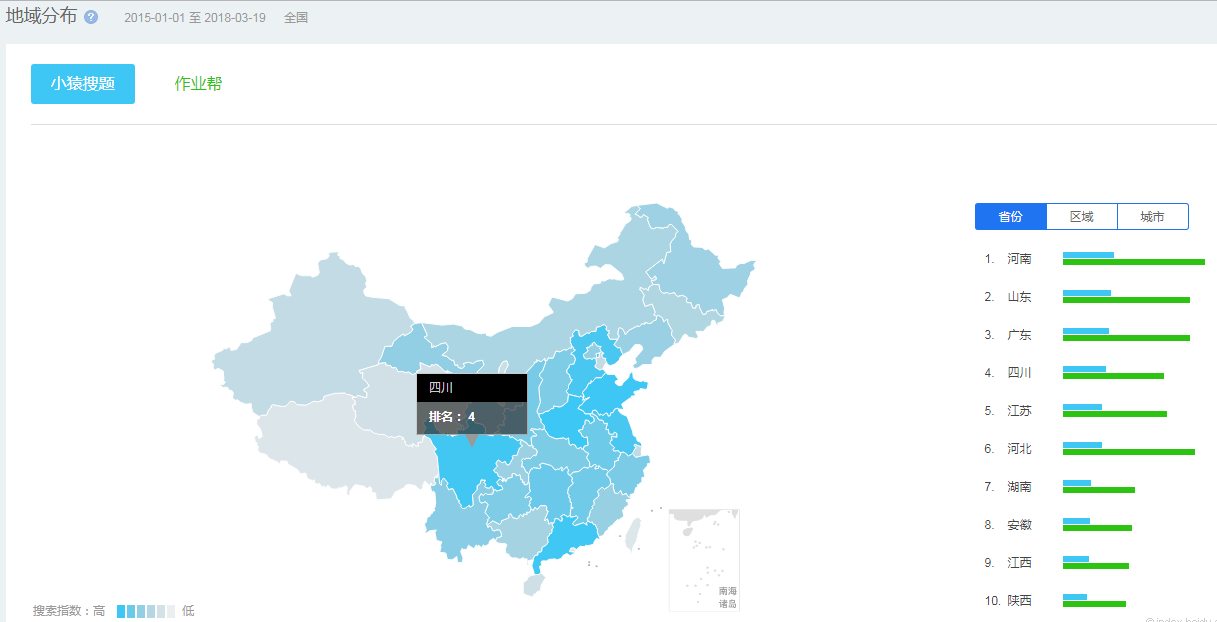 地域分布 ? 2015-01-01 至 2018-03-19 全国
小猿搜题 作业帮
省份 区域 城市
1. 河南
2. 山东
3. 广东
4. 四川
5. 江苏
6. 河北
7. 湖南
8. 安徽
9. 江西
10. 陕西
四川
排名： 4
南海
诸岛
搜索指数：高 低